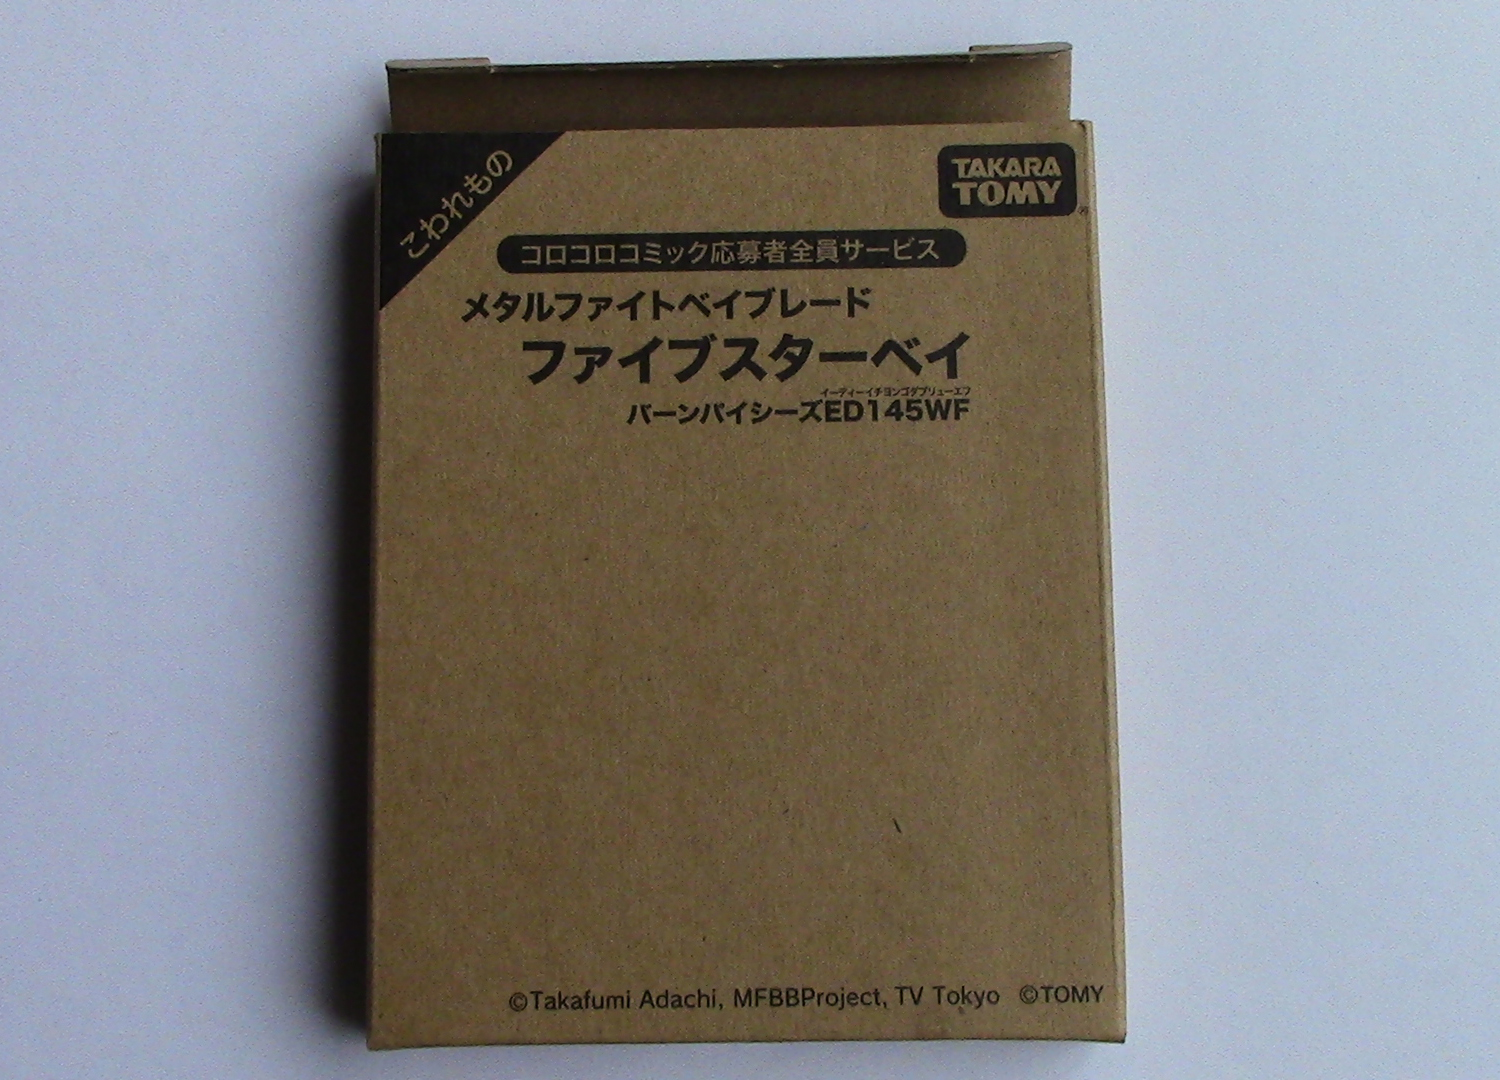 こわれもの
TAKARA
TOMY
コロコロコミック応募者全員サービス
メタルファイトベイブレード
ファイブスターベイ
イーディーイチヨンゴダブリューエフ
バーンパイシーズED145WF
©Takafumi Adachi, MFBBProject, TV Tokyo ©TOMY